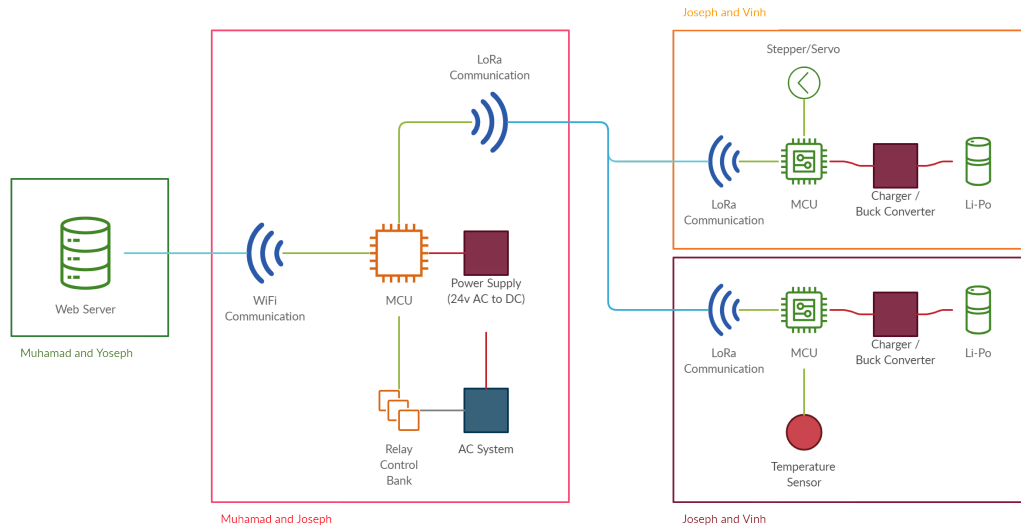 Joseph and Vinh
Stepper/Servo
LoRa
Communication
LoRa
Communication
MCU
Charger /
Buck Converter
Li-Po
Web Server
Muhamad and Yoseph
WiFi
Communication
MCU
Power Supply
(24v AC to DC)
Relay
Control
Bank
AC System
Muhamad and Joseph
LoRa
Communication
MCU
Charger /
Buck Converter
Li-Po
Temperature
Sensor
Joseph and Vinh